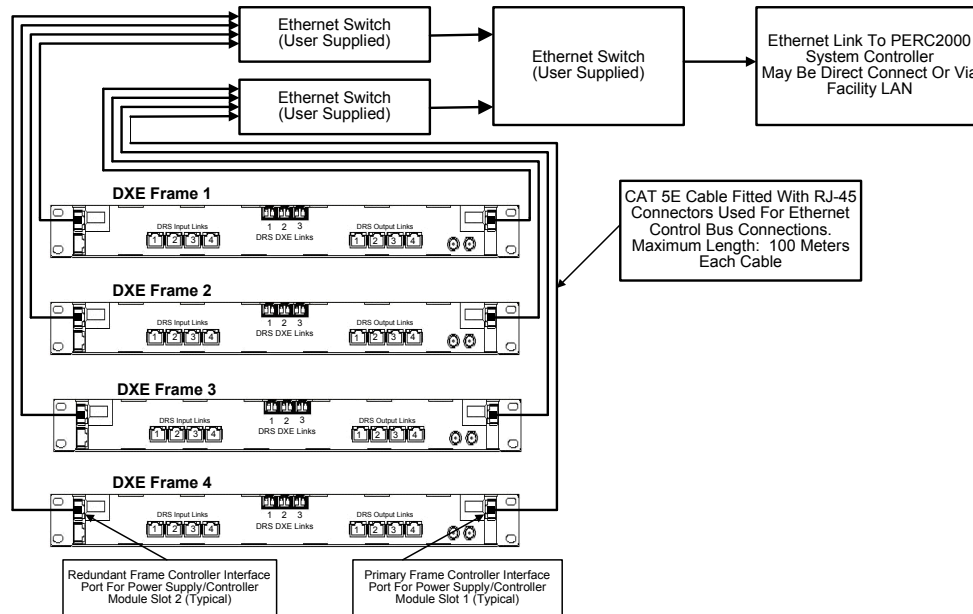 Ethernet Switch
(User Supplied)
Ethernet Switch
(User Supplied)
Ethernet Switch
(User Supplied)
Ethernet Link To PERC2000
System Controller
May Be Direct Connect Or Via
Facility LAN
CAT 5E Cable Fitted With RJ-45
Connectors Used For Ethernet
Control Bus Connections.
Maximum Length: 100 Meters
Each Cable
DXE Frame 1
DRS Input Links
1 2 3 4
1 2 3
DRS DXE Links
DRS Output Links
1 2 3 4
DXE Frame 2
DRS Input Links
1 2 3 4
1 2 3
DRS DXE Links
DRS Output Links
1 2 3 4
DXE Frame 3
DRS Input Links
1 2 3 4
1 2 3
DRS DXE Links
DRS Output Links
1 2 3 4
DXE Frame 4
DRS Input Links
1 2 3 4
1 2 3
DRS DXE Links
DRS Output Links
1 2 3 4
Redundant Frame Controller Interface
Port For Power Supply/Controller
Module Slot 2 (Typical)
Primary Frame Controller Interface
Port For Power Supply/Controller
Module Slot 1 (Typical)